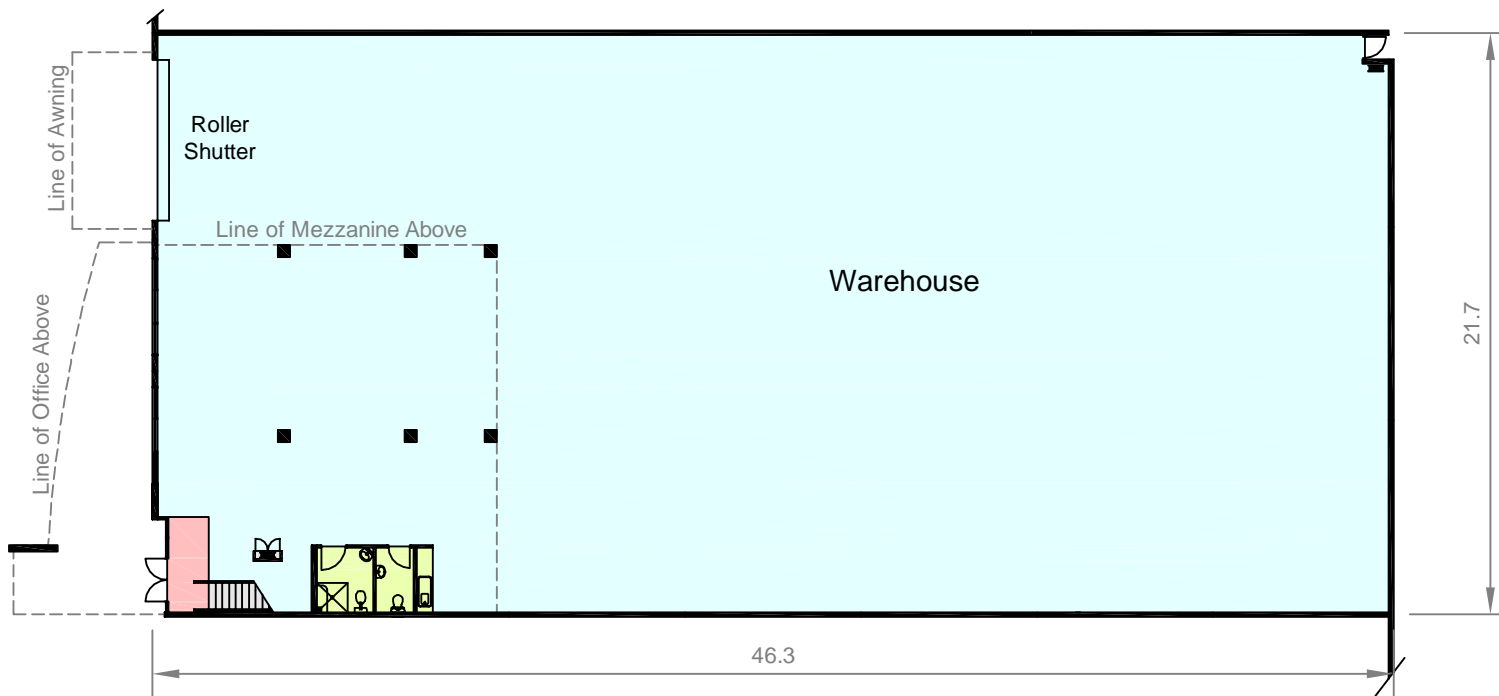 Line of Awning
Roller
Shutter
Line of Mezzanine Above
Warehouse
21.7
Line of Office Above
46.3